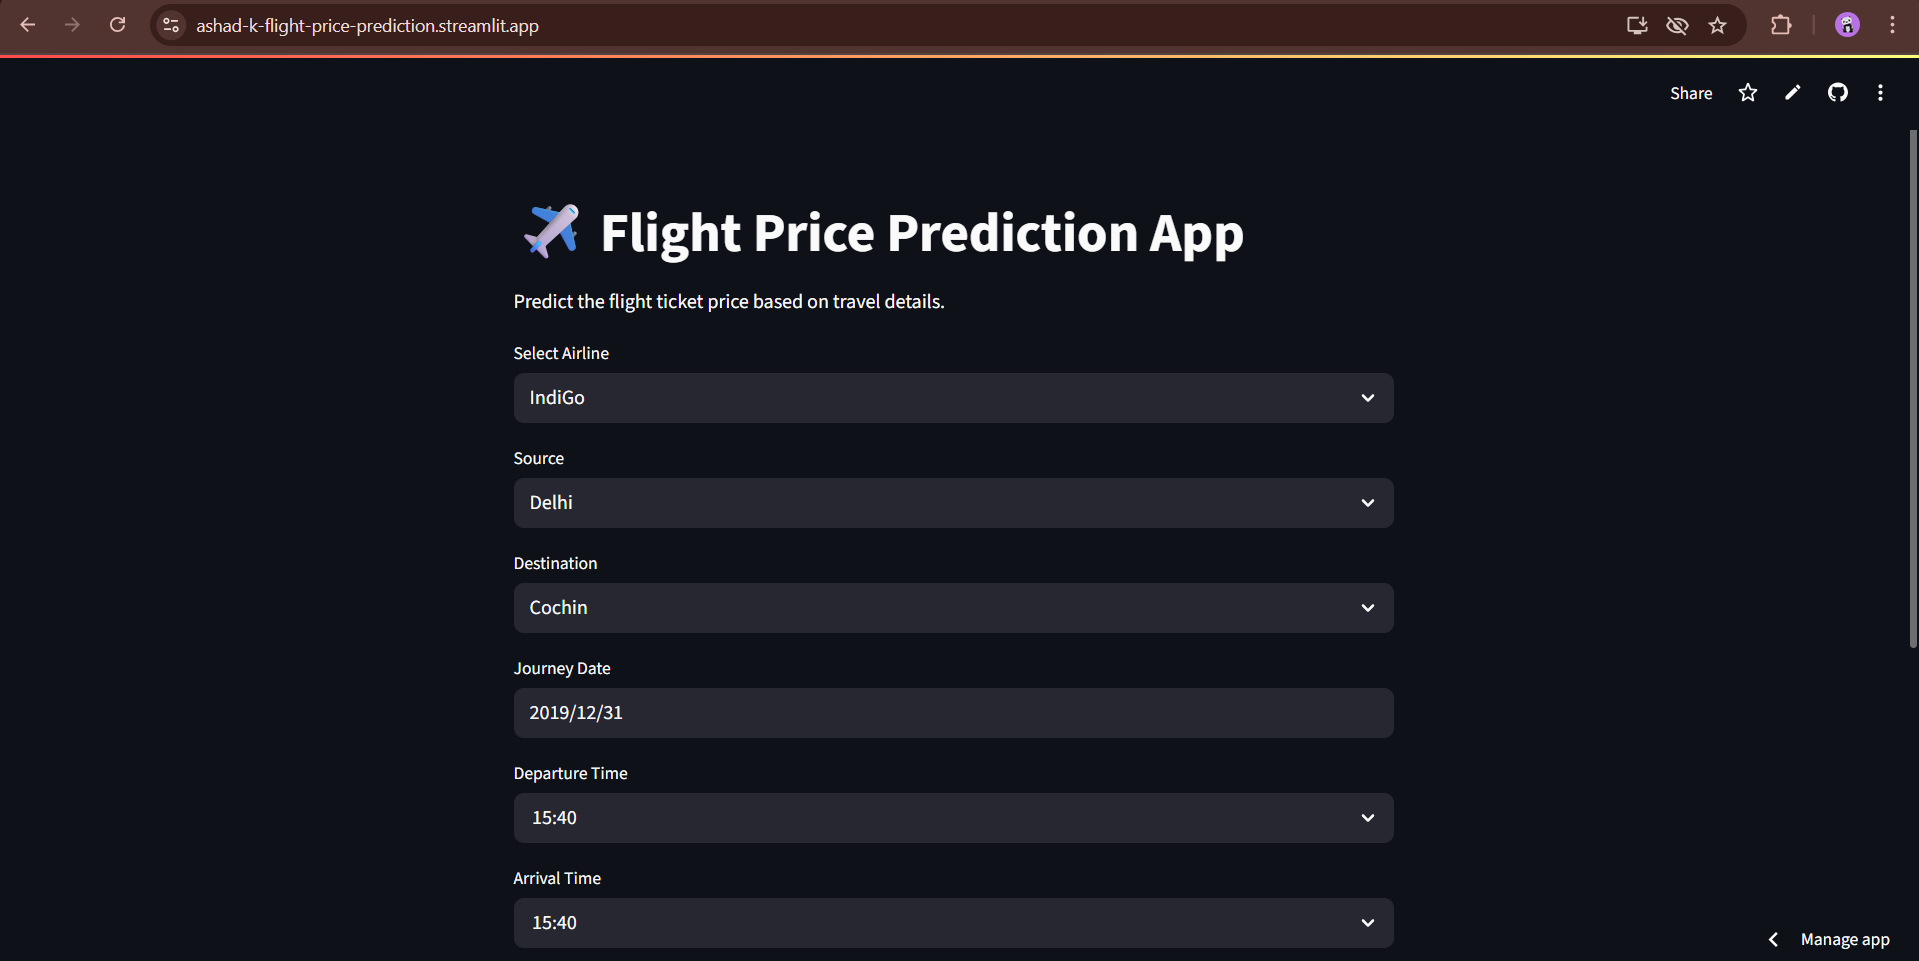 ashad-k-flight-price-prediction.streamlit.app
Share
Flight Price Prediction App
Predict the flight ticket price based on travel details.
Select Airline
IndiGo
Source
Delhi
Destination
Cochin
Journey Date
2019/12/31
Departure Time
15:40
Arrival Time
15:40
Manage app